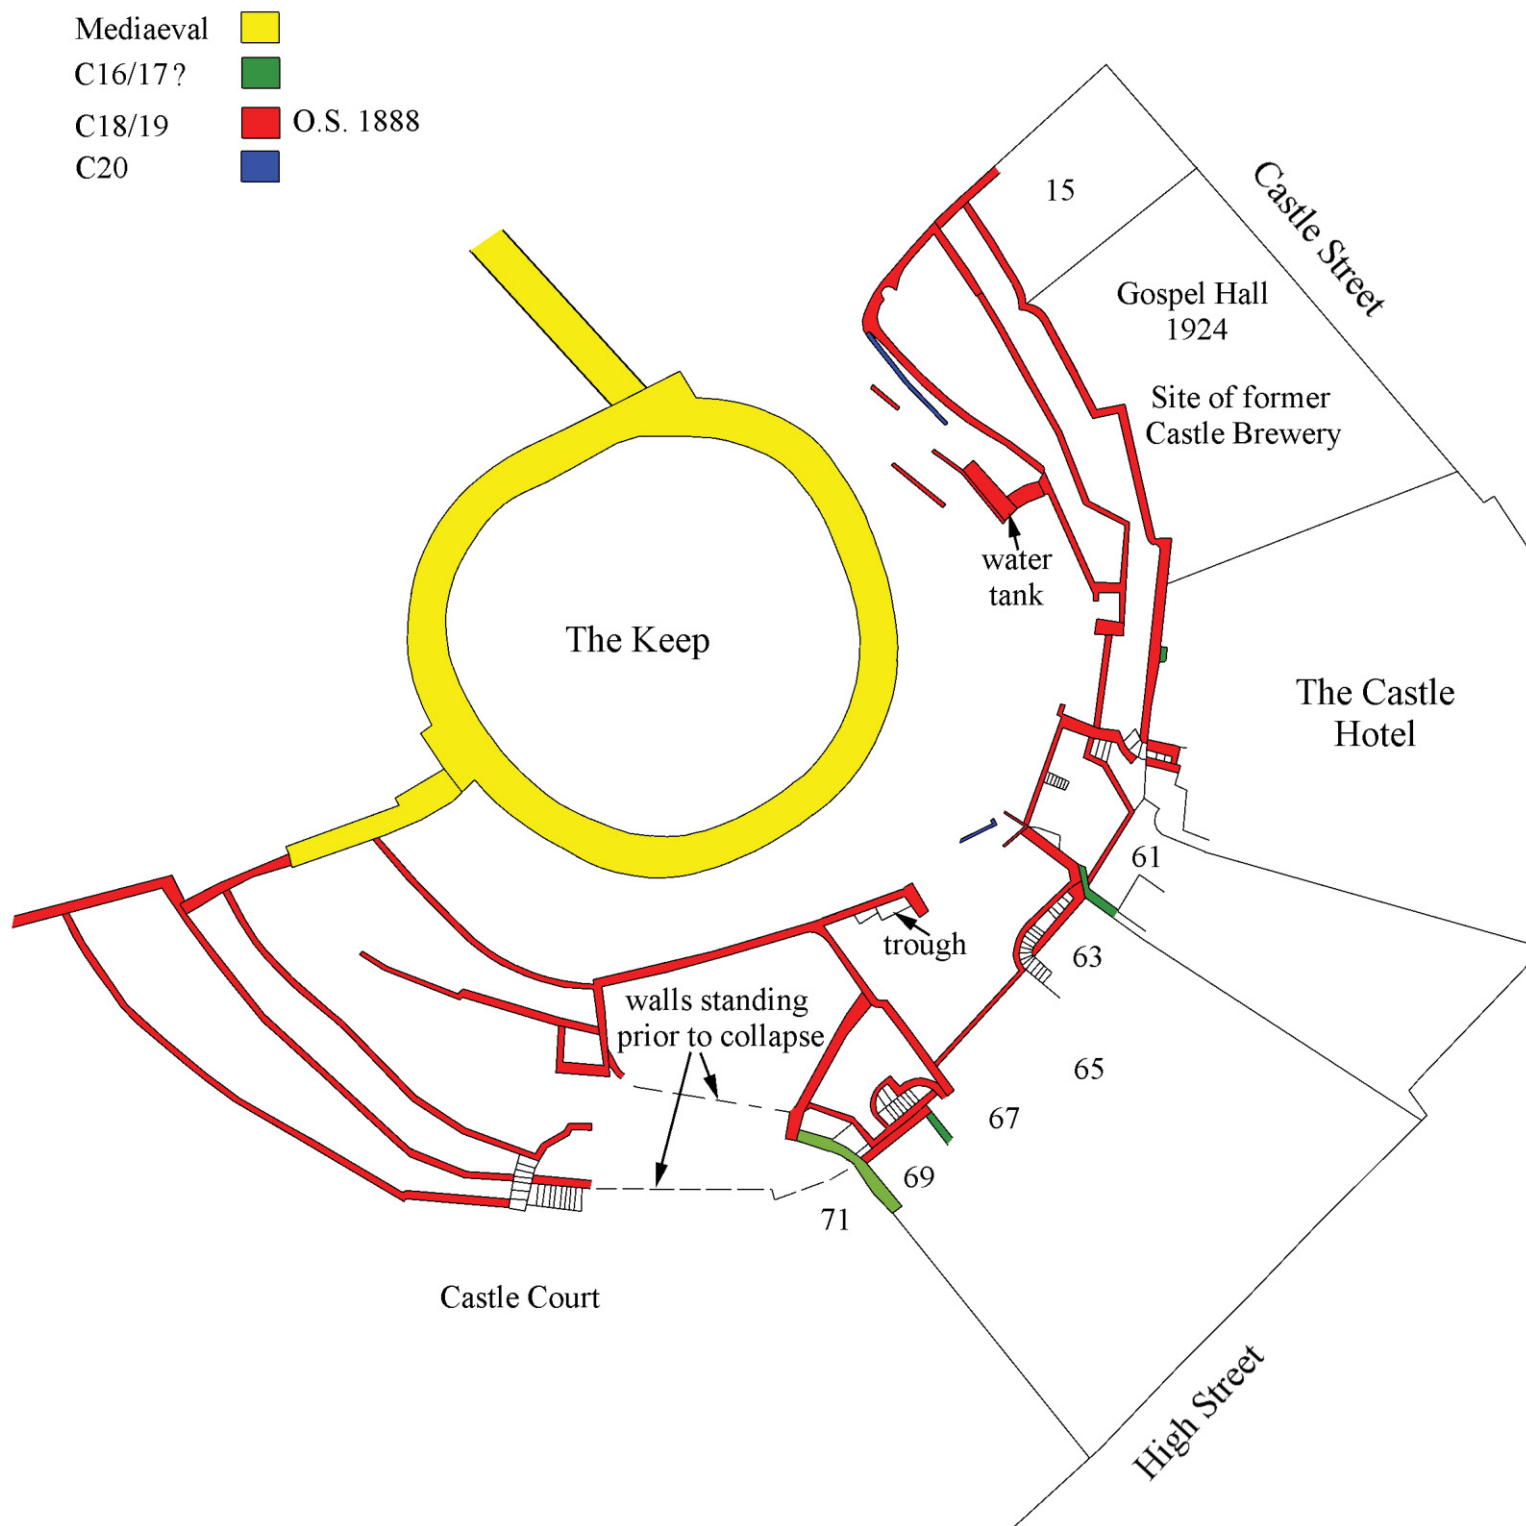 Mediaeval
C16/17?
C18/19 O.S. 1888
C20
15
Castle Street
Gospel Hall
1924
Site of former
Castle Brewery
water
tank
The Keep
The Castle
Hotel
61
trough
63
walls standing
prior to collapse
65
67
69
71
Castle Court
High Street